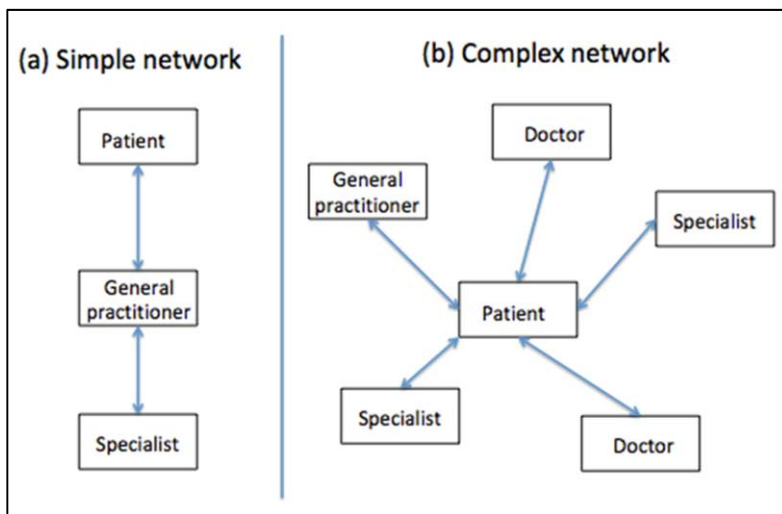 (a) Simple network
Patient
General
practitioner
Specialist
(b) Complex network
Doctor
General
practitioner
Specialist
Patient
Specialist
Doctor